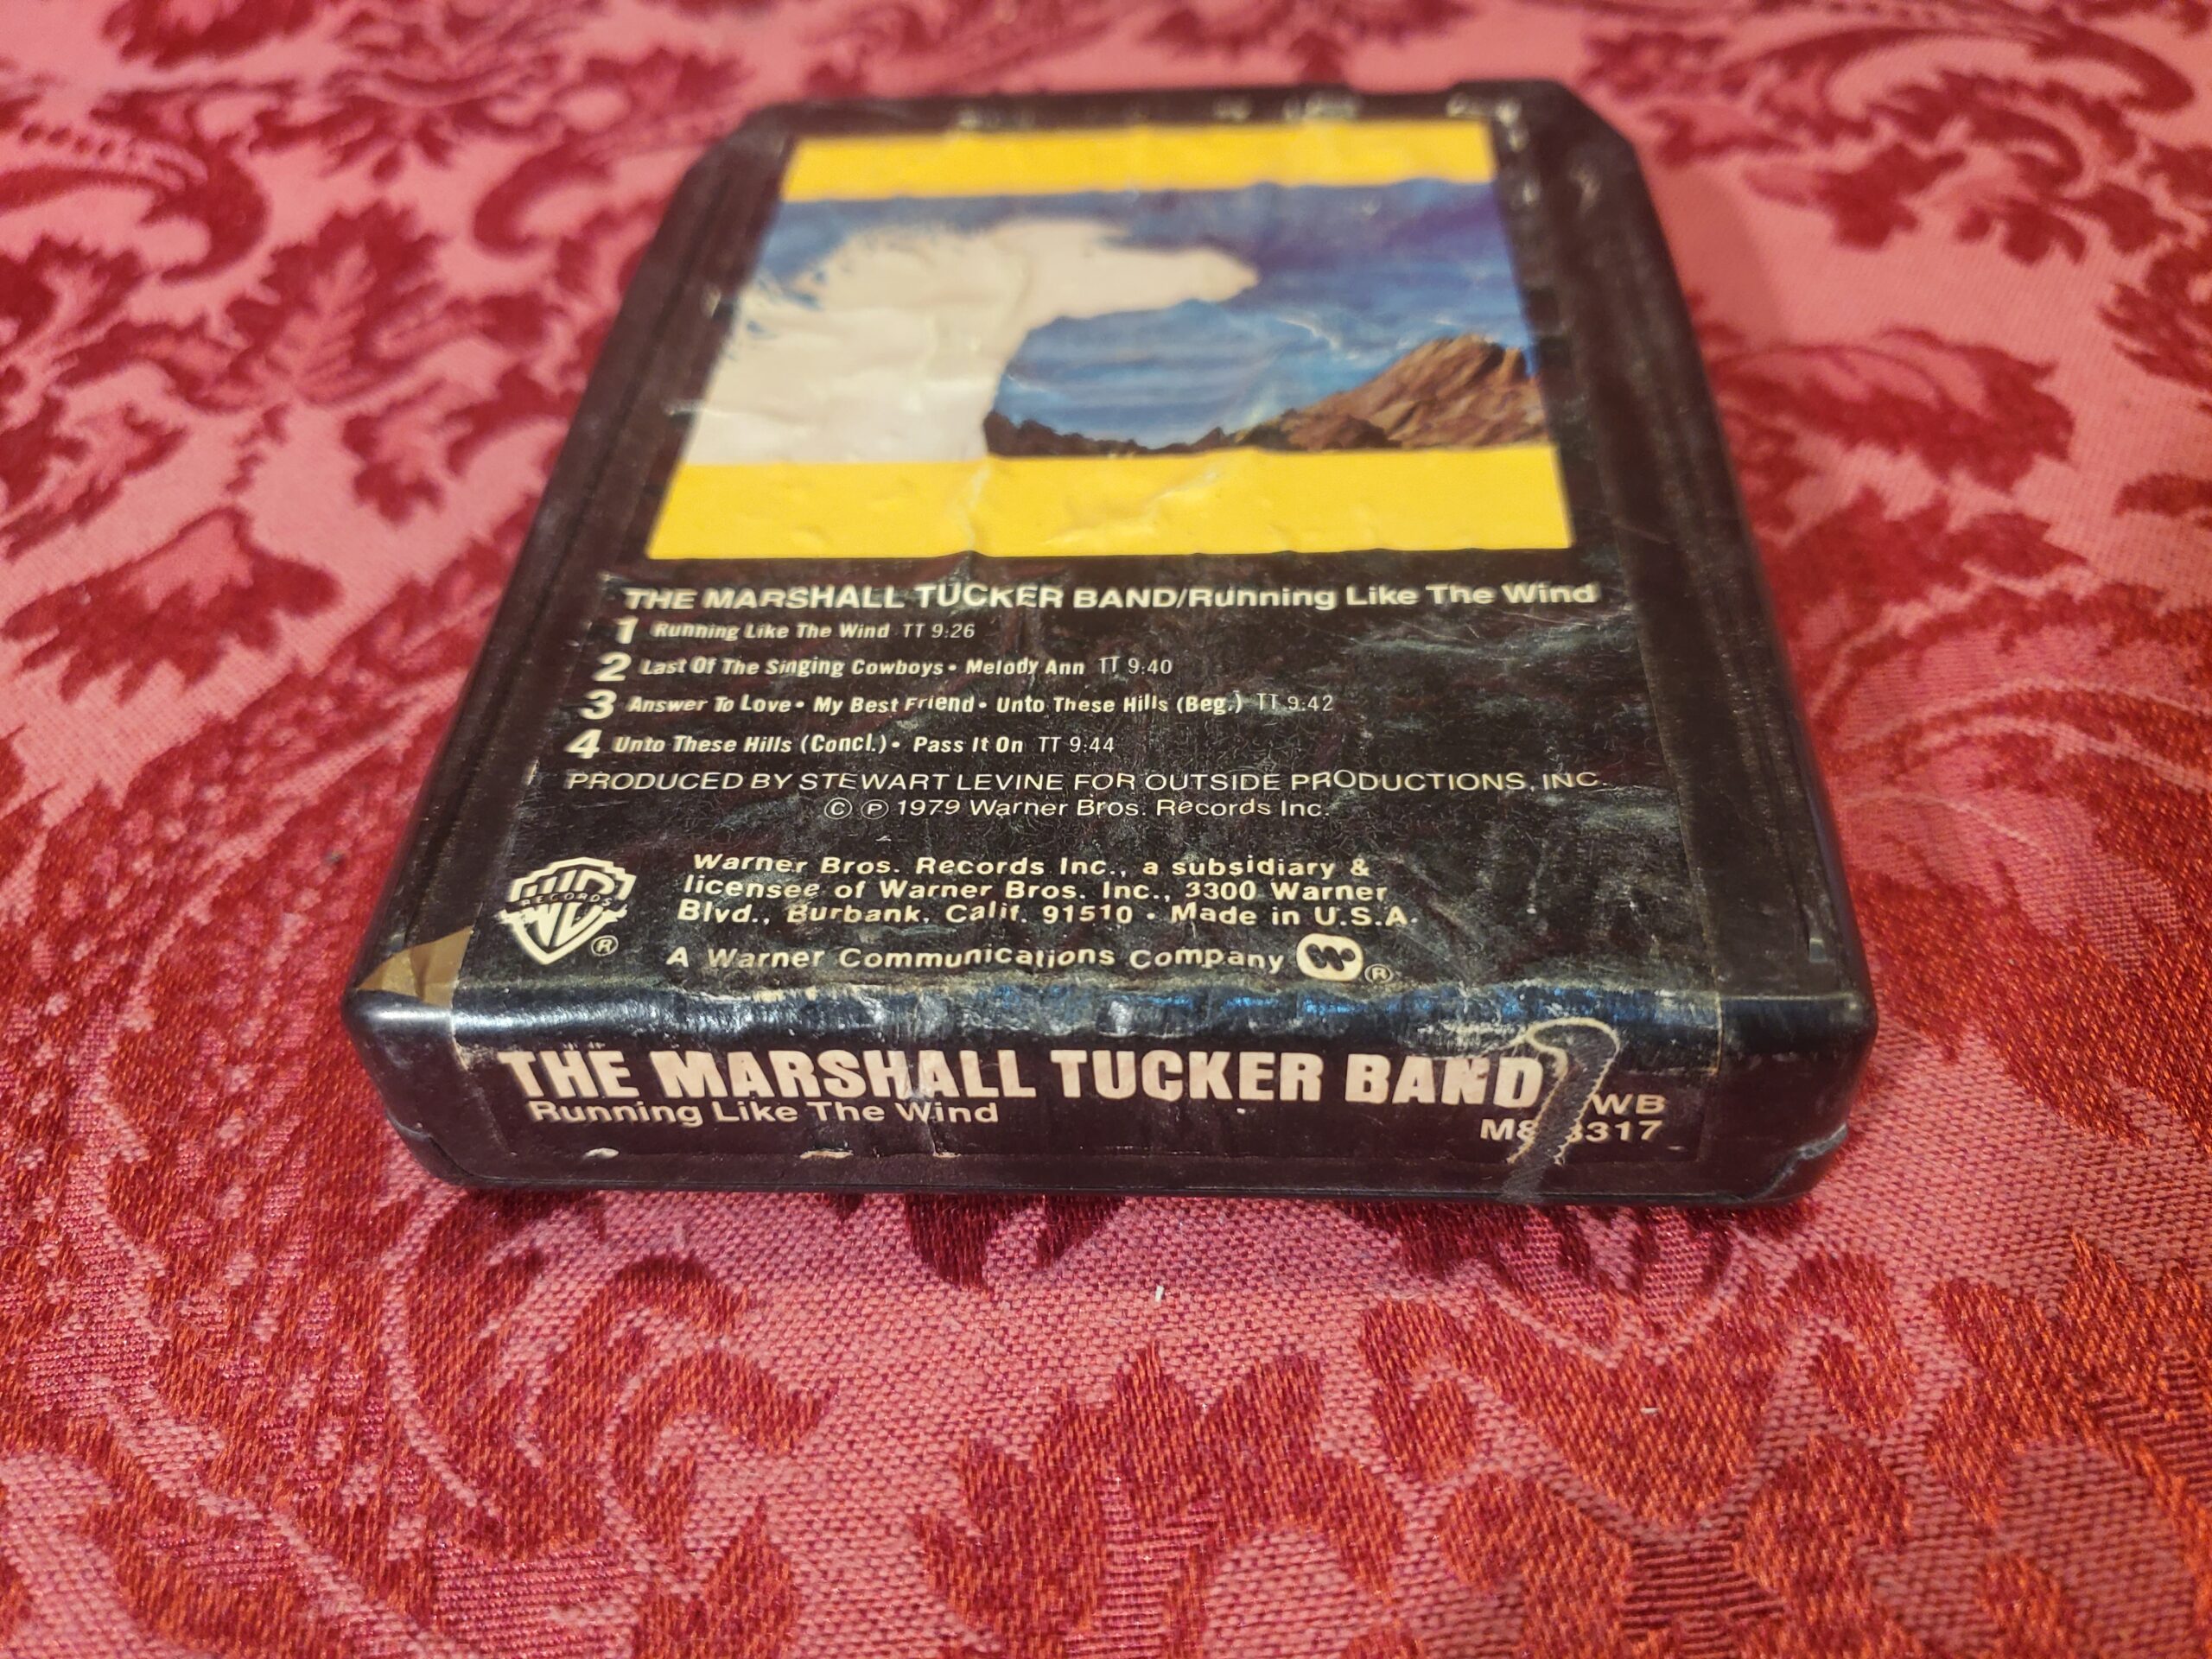 THE MARSHALL TUCKER BAND/Running Like The Wind
1 Running Like The Wind TT 9:26
2 Last Of The Singing Cowboys • Melody Ann TT 9:40
3 Answer To Love • My Best Friend • Unto These Hills (Beg.) TT 9:42
4 Unto These Hills (Concl.) • Pass It On TT 9:44
PRODUCED BY STEWART LEVINE FOR OUTSIDE PRODUCTIONS, INC.
© ℗ 1979 Warner Bros. Records Inc.
WB RECORDS ®
Warner Bros. Records Inc., a subsidiary &
licensee of Warner Bros. Inc., 3300 Warner
Blvd., Burbank, Calif. 91510 • Made in U.S.A.
A Warner Communications Company ®
THE MARSHALL TUCKER BAND
Running Like The Wind
WB
M8 3317